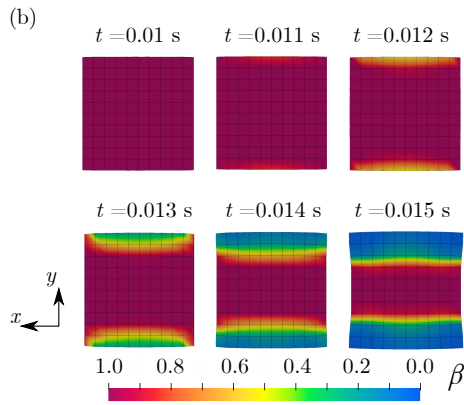 (b)
t =0.01 s t =0.011 s t =0.012 s
t =0.013 s t =0.014 s t =0.015 s
y
x
1.0 0.8 0.6 0.4 0.2 0.0 β